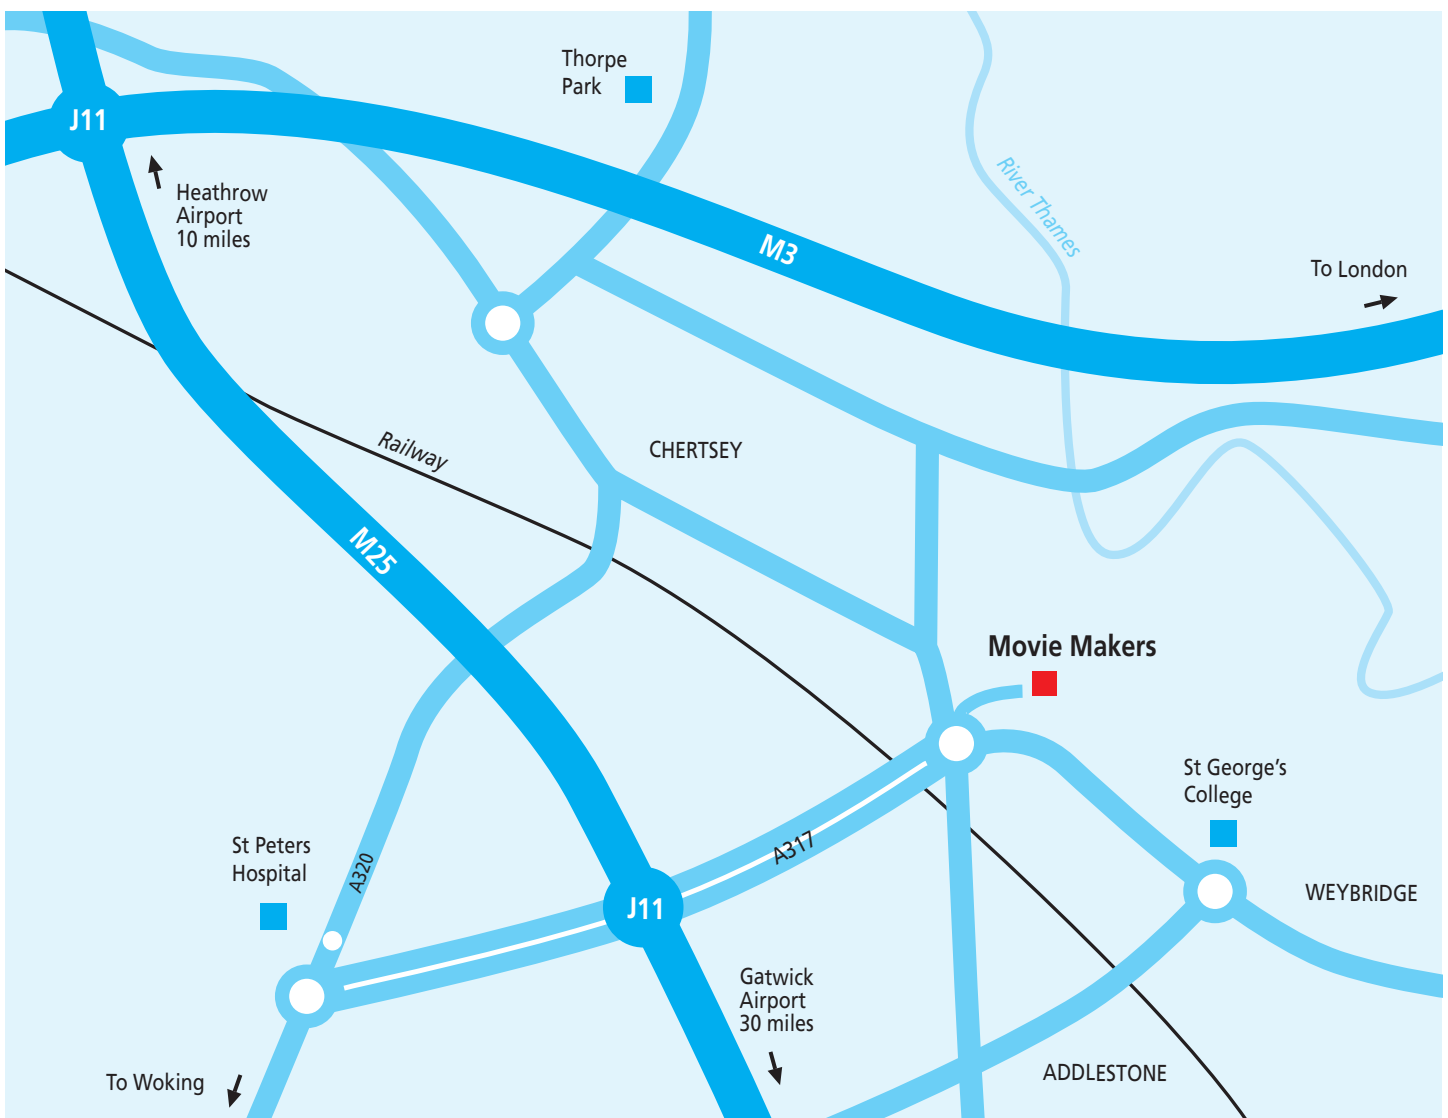 Thorpe
Park
J11
Heathrow
Airport
10 miles
River Thames
M3
To London
Railway
CHERTSEY
M25
Movie Makers
St George's
College
St Peters
Hospital
A320
A317
WEYBRIDGE
J11
Gatwick
Airport
30 miles
To Woking
ADDLESTONE